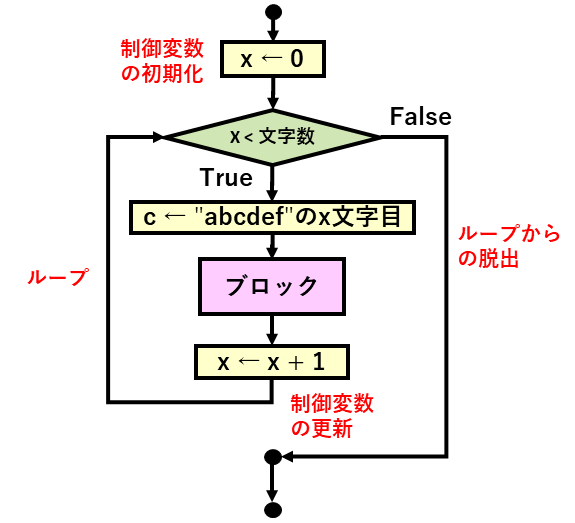 制御変数
の初期化
x ← 0
x < 文字数
False
True
c ← "abcdef"のx文字目
ループから
の脱出
ループ
ブロック
x ← x + 1
制御変数
の更新